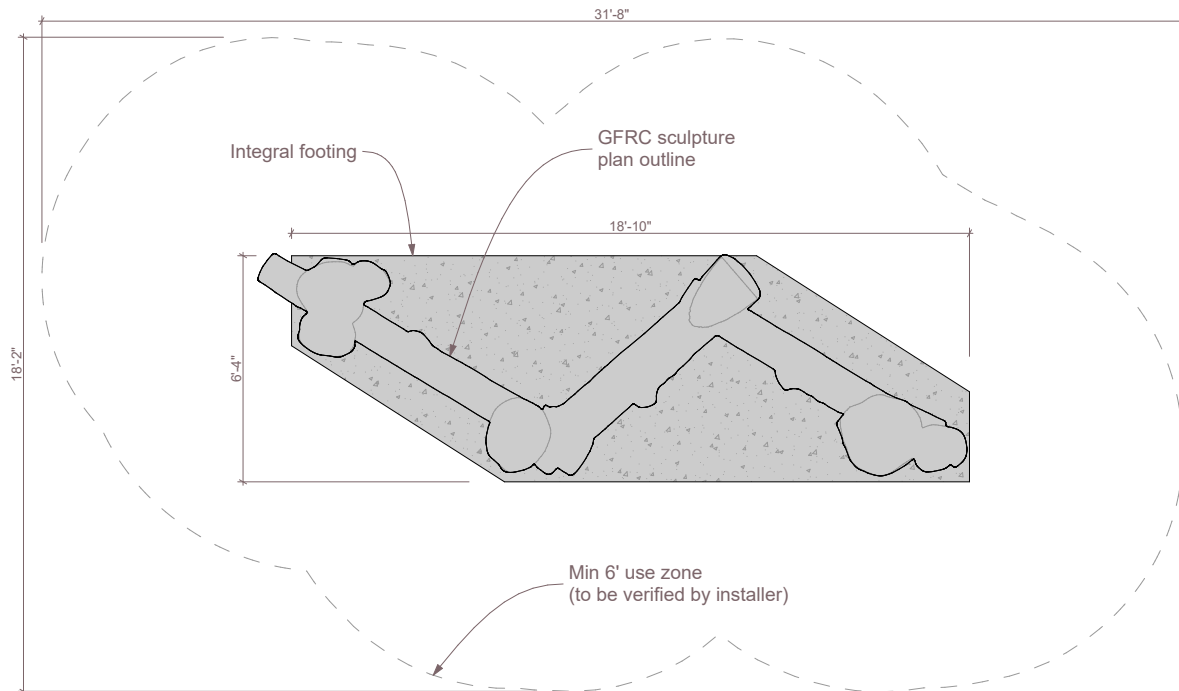 31'-8"
Integral footing
GFRC sculpture
plan outline
18'-10"
18'-2"
6'-4"
Min 6' use zone
(to be verified by installer)